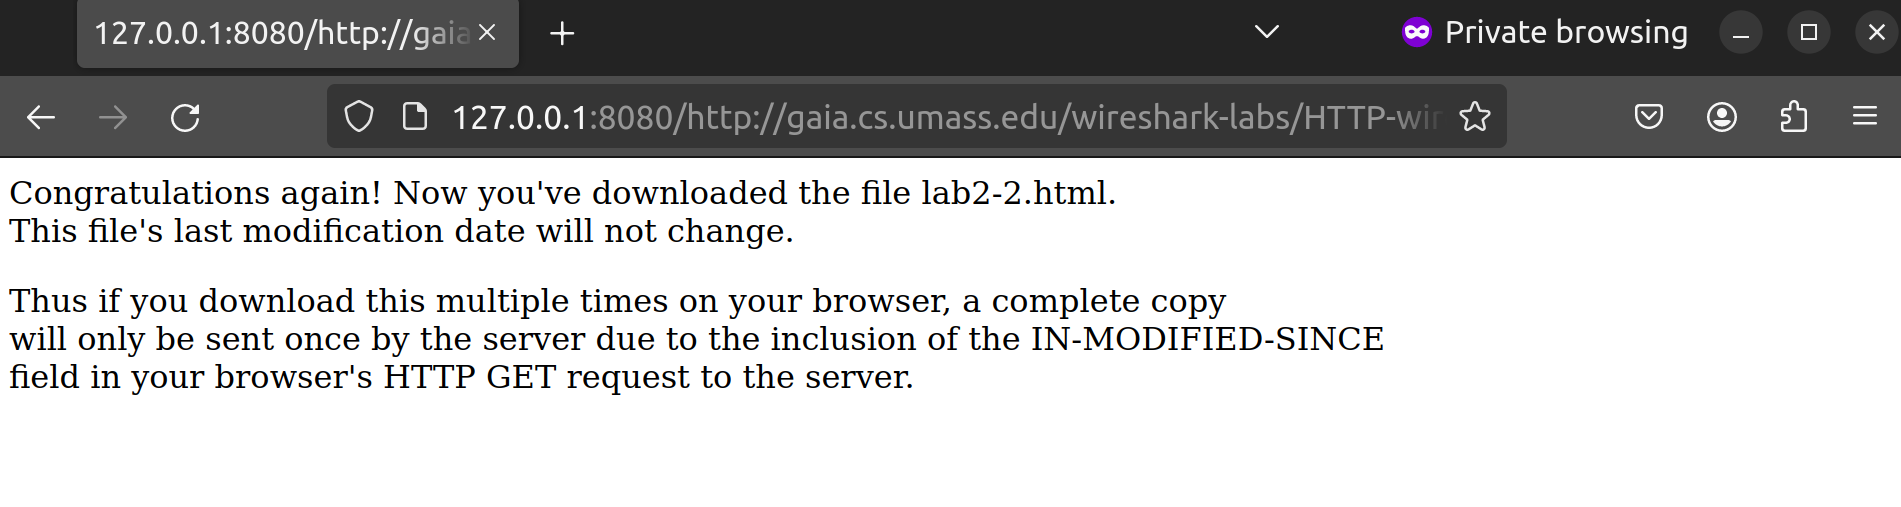 127.0.0.1:8080/http://gaia
Private browsing
127.0.0.1:8080/http://gaia.cs.umass.edu/wireshark-labs/HTTP-wir
Congratulations again! Now you've downloaded the file lab2-2.html.
This file's last modification date will not change.
Thus if you download this multiple times on your browser, a complete copy
will only be sent once by the server due to the inclusion of the IN-MODIFIED-SINCE
field in your browser's HTTP GET request to the server.